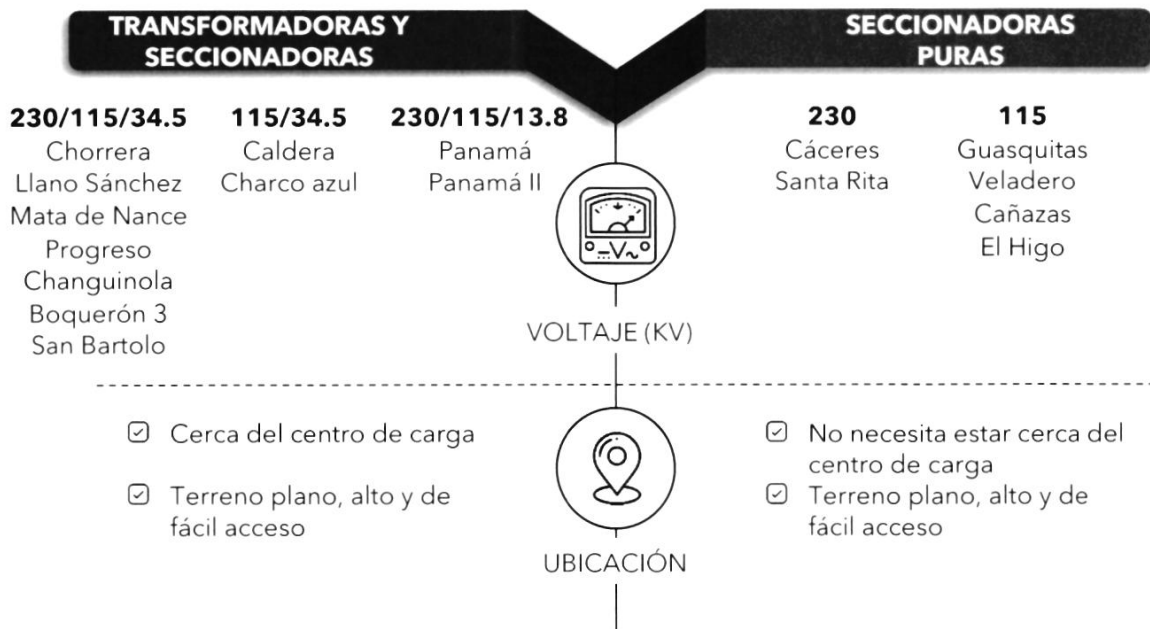 TRANSFORMADORAS Y
SECCIONADORAS
SECCIONADORAS
PURAS
230/115/34.5
Chorrera
Llano Sánchez
Mata de Nance
Progreso
Changuinola
Boquerón 3
San Bartolo
115/34.5
Caldera
Charco azul
230/115/13.8
Panamá
Panamá II
230
Cáceres
Santa Rita
115
Guasquitas
Veladero
Cañazas
El Higo
V
VOLTAJE (KV)
Cerca del centro de carga
Terreno plano, alto y de
fácil acceso
No necesita estar cerca del
centro de carga
Terreno plano, alto y de
fácil acceso
UBICACIÓN